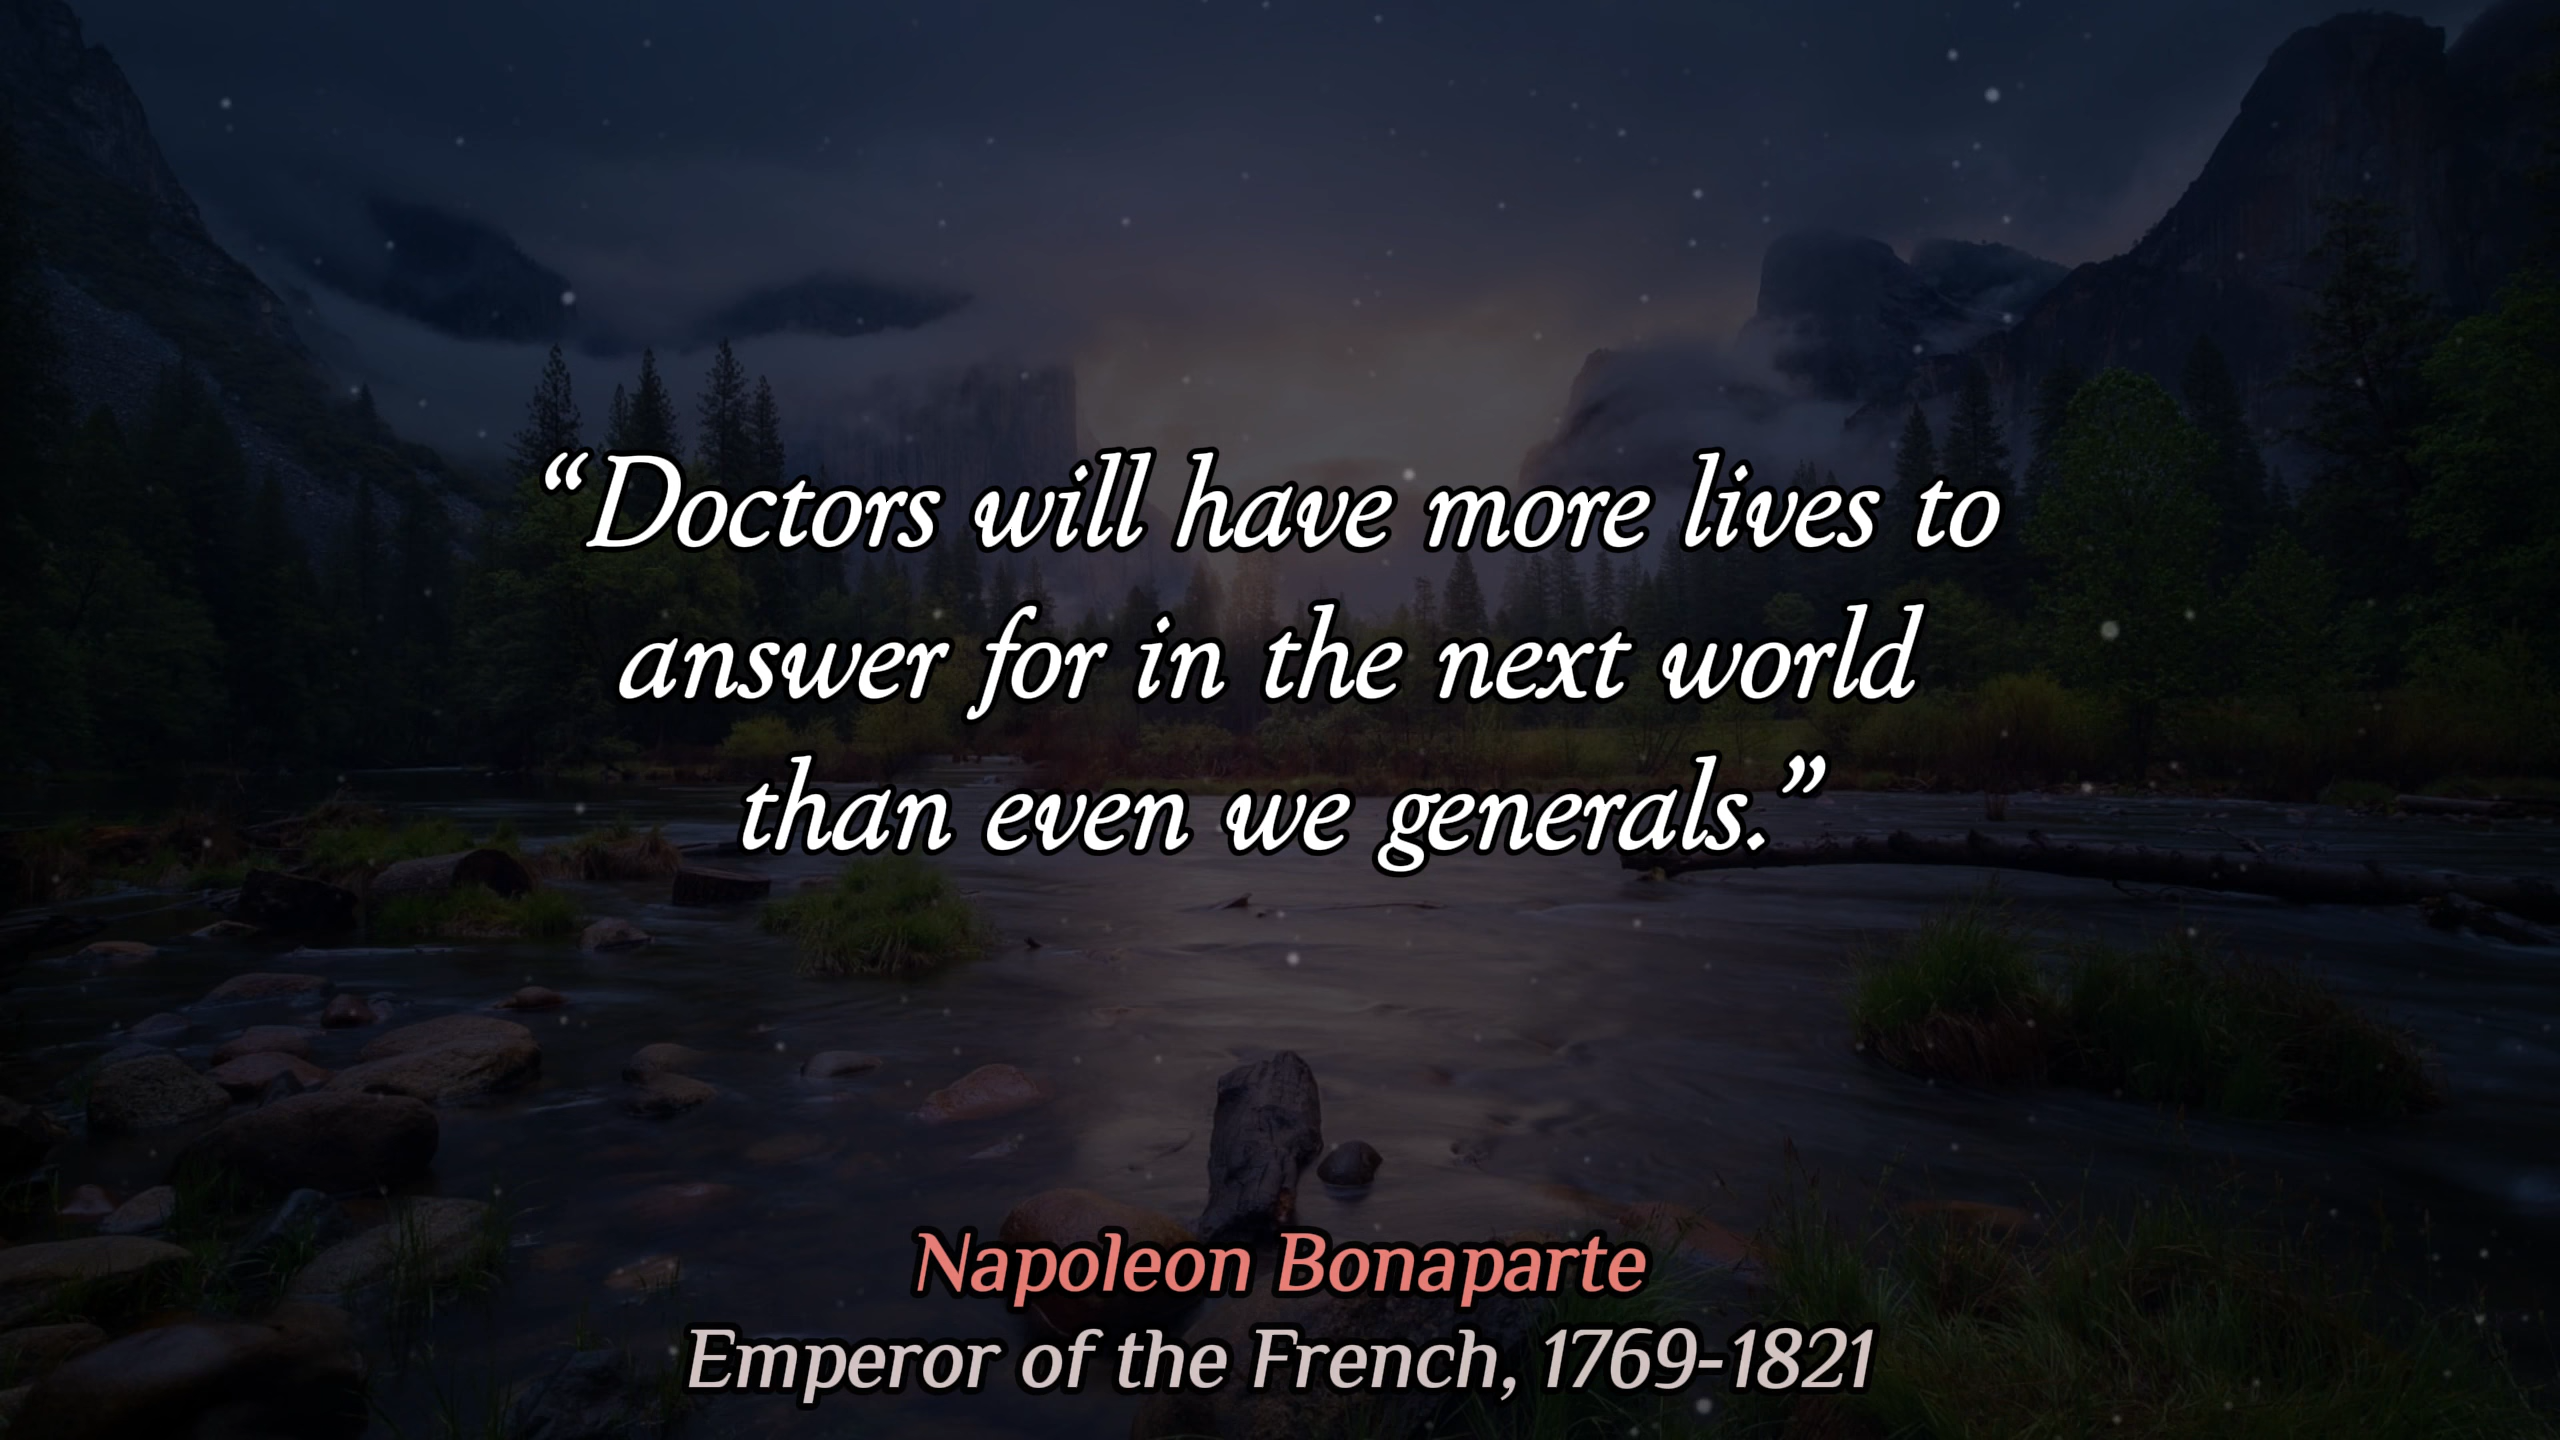 “Doctors will have more lives to
answer for in the next world
than even we generals.”
Napoleon Bonaparte
Emperor of the French, 1769-1821